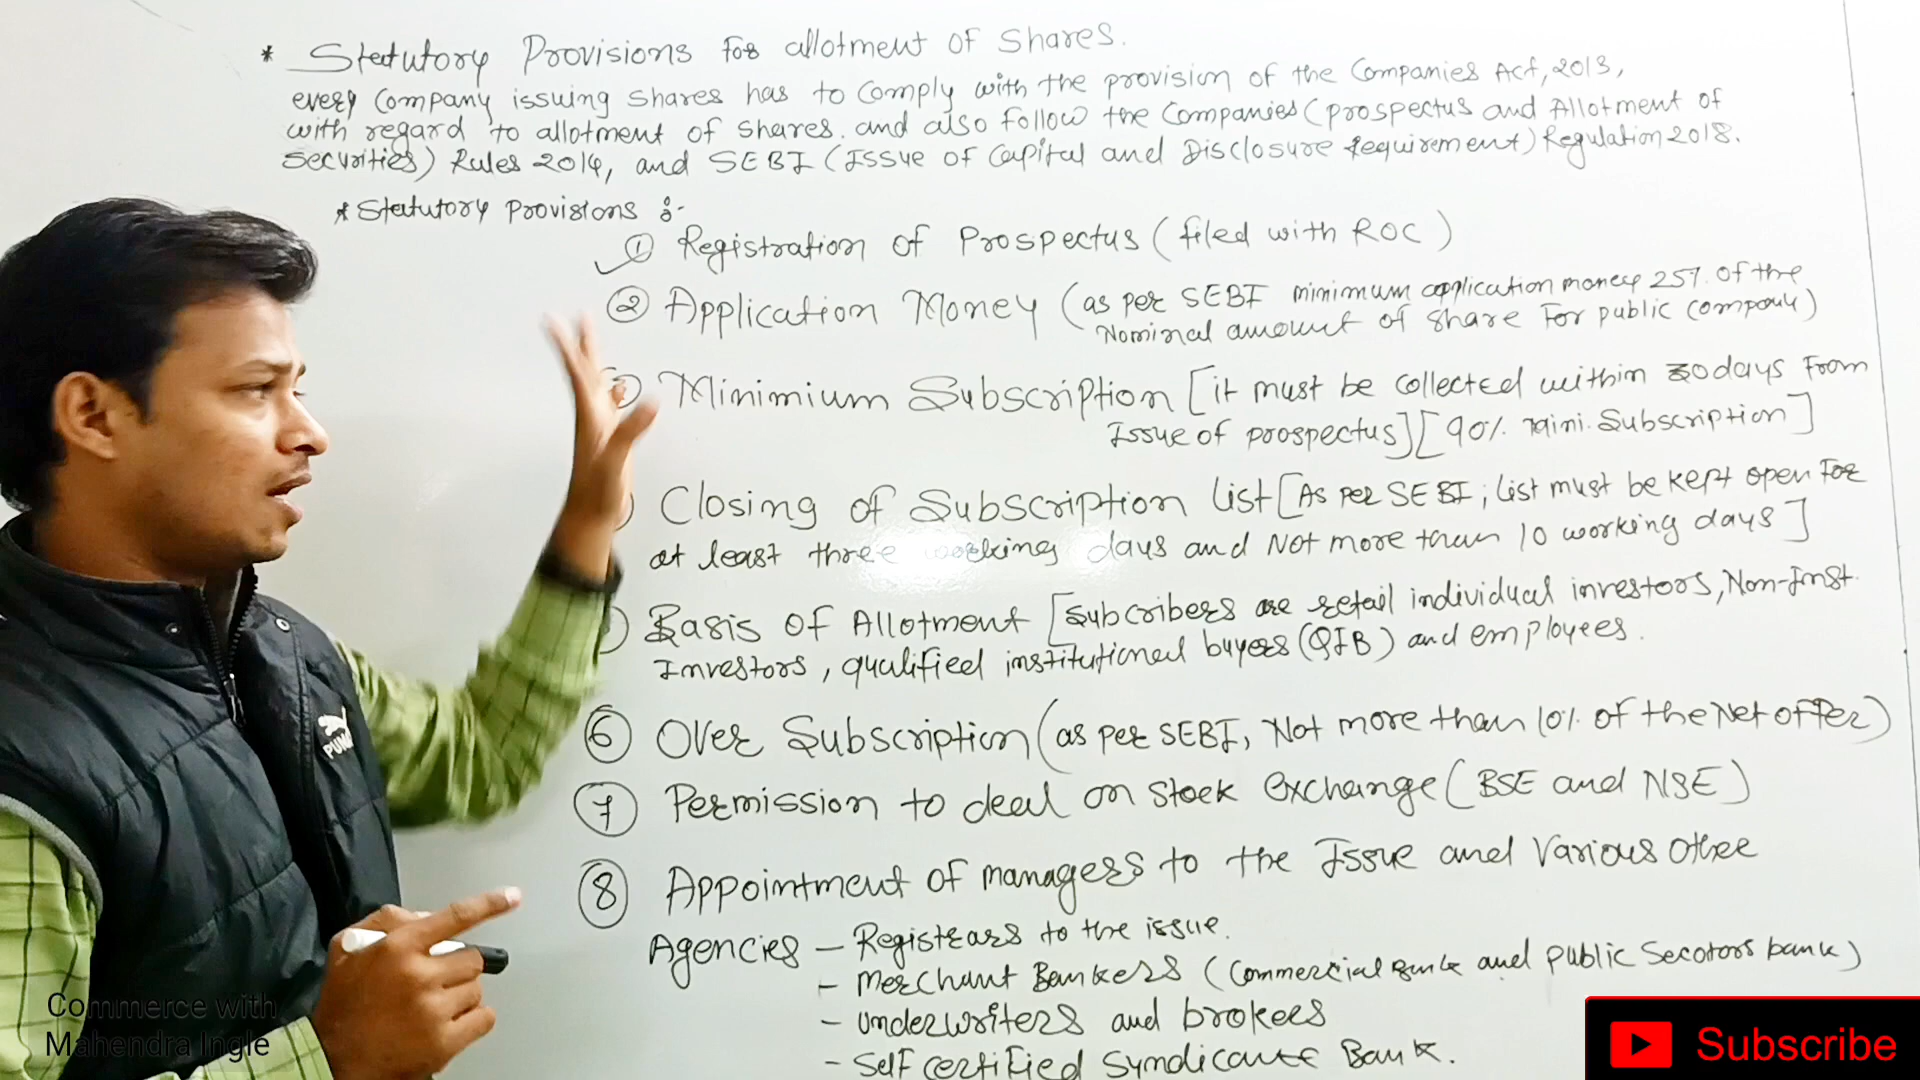 * Statutory Provisions for allotment of shares.
every company issuing shares has to comply with the provision of the Companies Act, 2013,
with regard to allotment of shares. and also follow the Companies (prospectus and Allotment of
Securities) Rules 2014, and SEBI (Issue of Capital and Disclosure requirement) Regulation 2018.
* Statutory Provisions :-
① Registration of Prospectus (filed with ROC)
② Application Money (as per SEBI minimum application money 25% of the
Nominal amount of share for public company)
Minimium Subscription [it must be collected within 30 days from
Issue of prospectus] [90% mini. Subscription]
Closing of Subscription list [As per SEBI; list must be kept open for
at least three working days and Not more than 10 working days]
Basis of Allotment [Subcribers are retail individual investors, Non-Inst.
Investors, qualified institutional buyers (QIB) and employees.
⑥ Over Subscription (as per SEBI, Not more than 10% of the Net offer)
⑦ Permission to deal on Stock exchange (BSE and NSE)
⑧ Appointment of managers to the Issue and Various other
Agencies – Registrars to the issue.
– Merchant Bankers (Commercial Bank and public Secotors bank)
– Underwriters and brokers
– Self certified Syndicate Bank.
PUMA
Commerce with
Mahendra Ingle
Subscribe